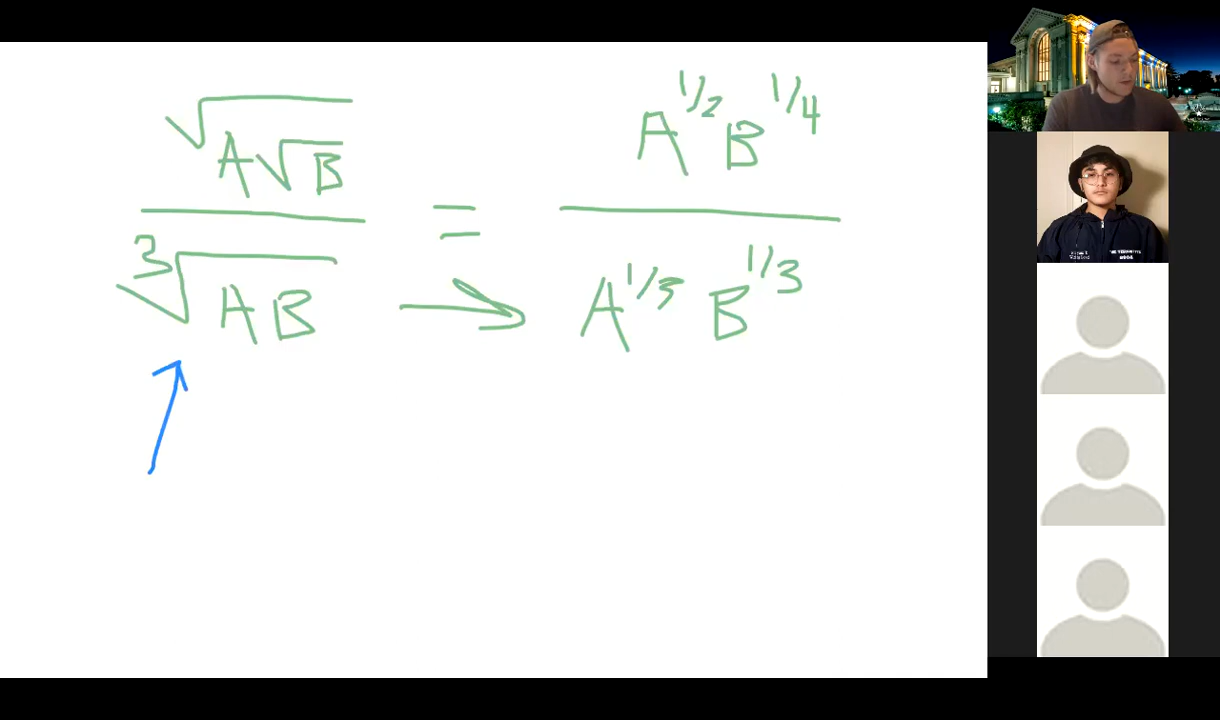 √A√B / ∛AB = A^1/2 B^1/4 / A^1/3 B^1/3